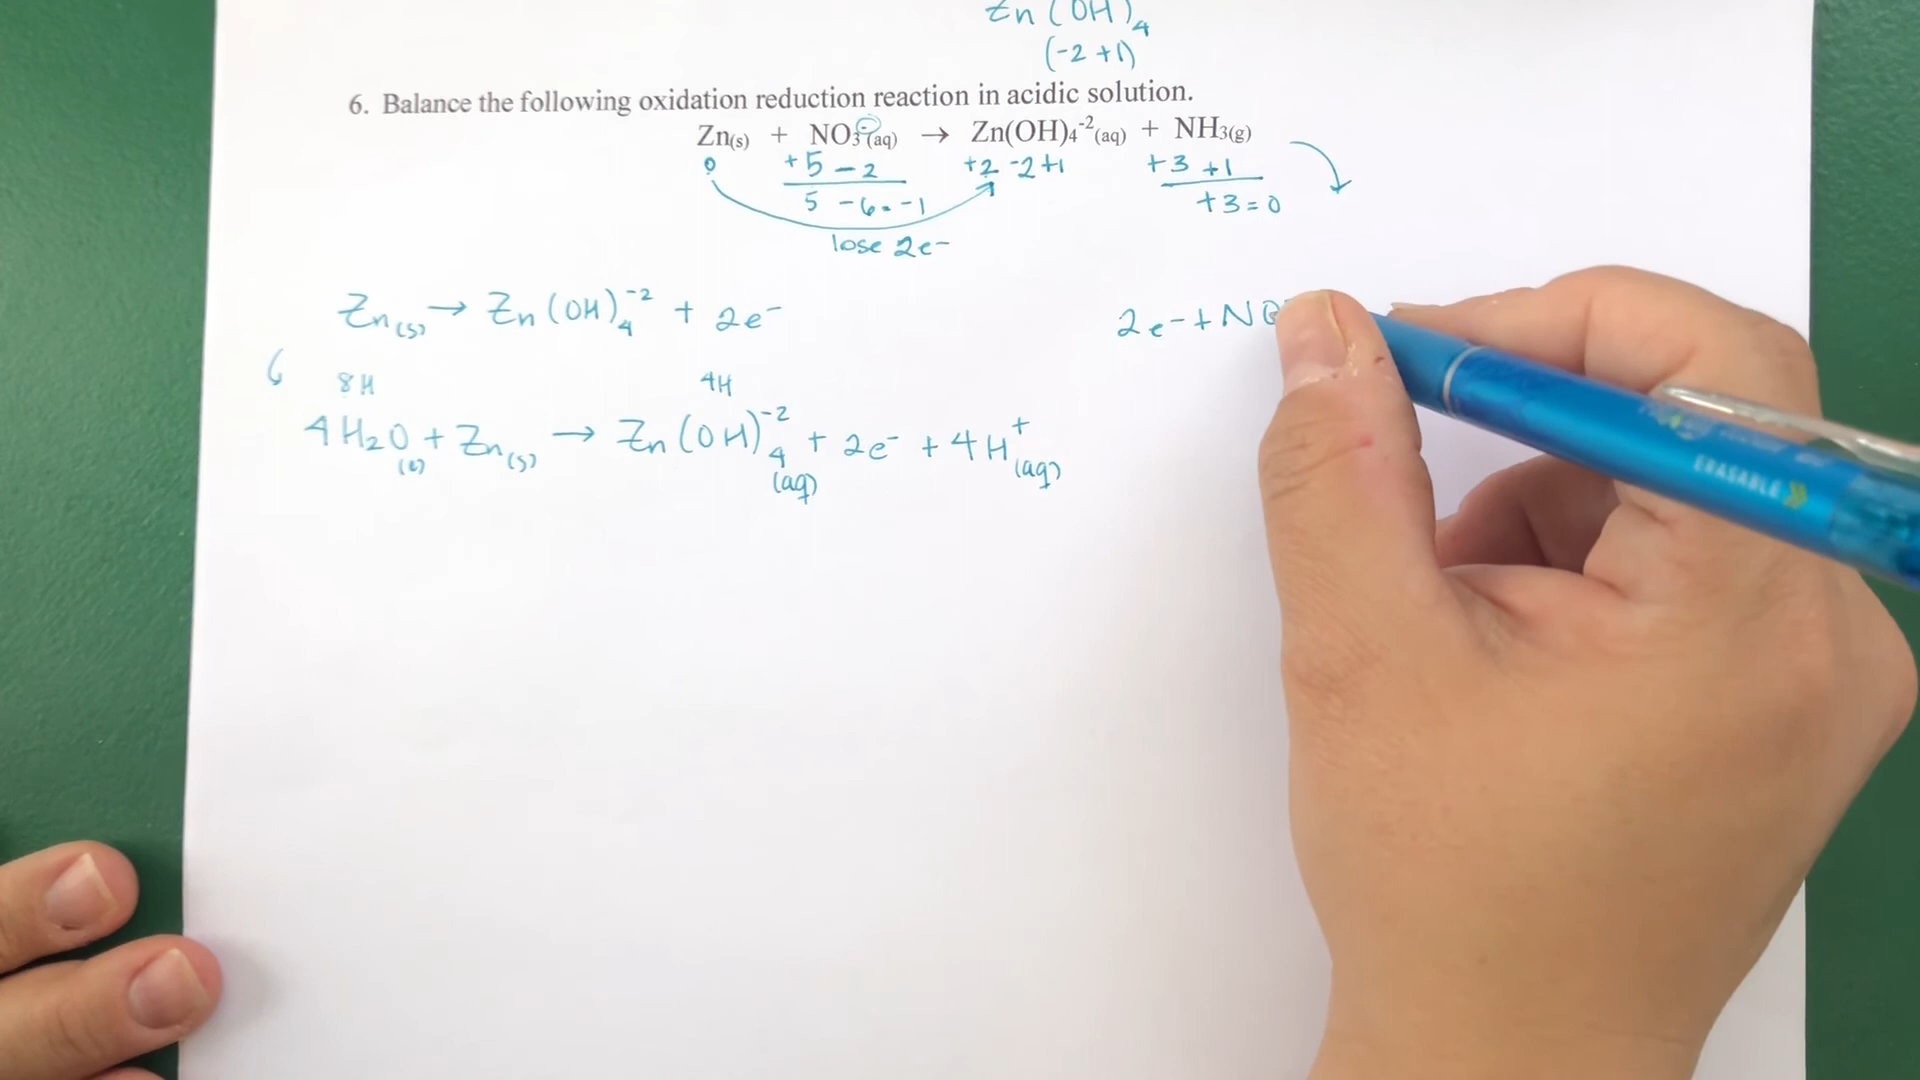 Zn(OH)4
(-2 +1)
6. Balance the following oxidation reduction reaction in acidic solution.
Zn(s) + NO3-(aq) → Zn(OH)4-2(aq) + NH3(g)
0 +5 -2 +2 -2 +1 +3 +1
5 -6 = -1 +3 = 0
lose 2e-
Zn(s) → Zn(OH)4-2 + 2e- 2e- + NO
6 8H 4H
4H2O(l) + Zn(s) → Zn(OH)4-2(aq) + 2e- + 4H+(aq)
ERASABLE